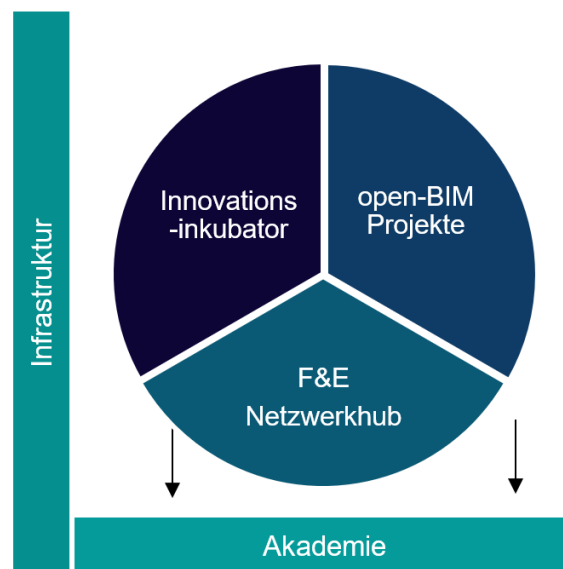 Infrastruktur
Innovations
-inkubator
open-BIM
Projekte
F&E
Netzwerkhub
Akademie